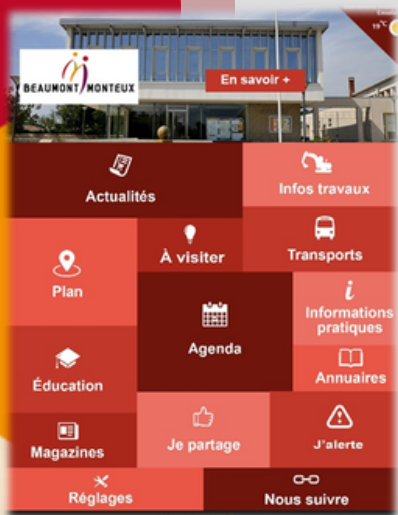 19°C
BEAUMONT MONTEUX
En savoir +
Actualités
Infos travaux
À visiter
Transports
Plan
Agenda
Informations
pratiques
Éducation
Annuaires
Magazines
Je partage
J'alerte
Réglages
Nous suivre